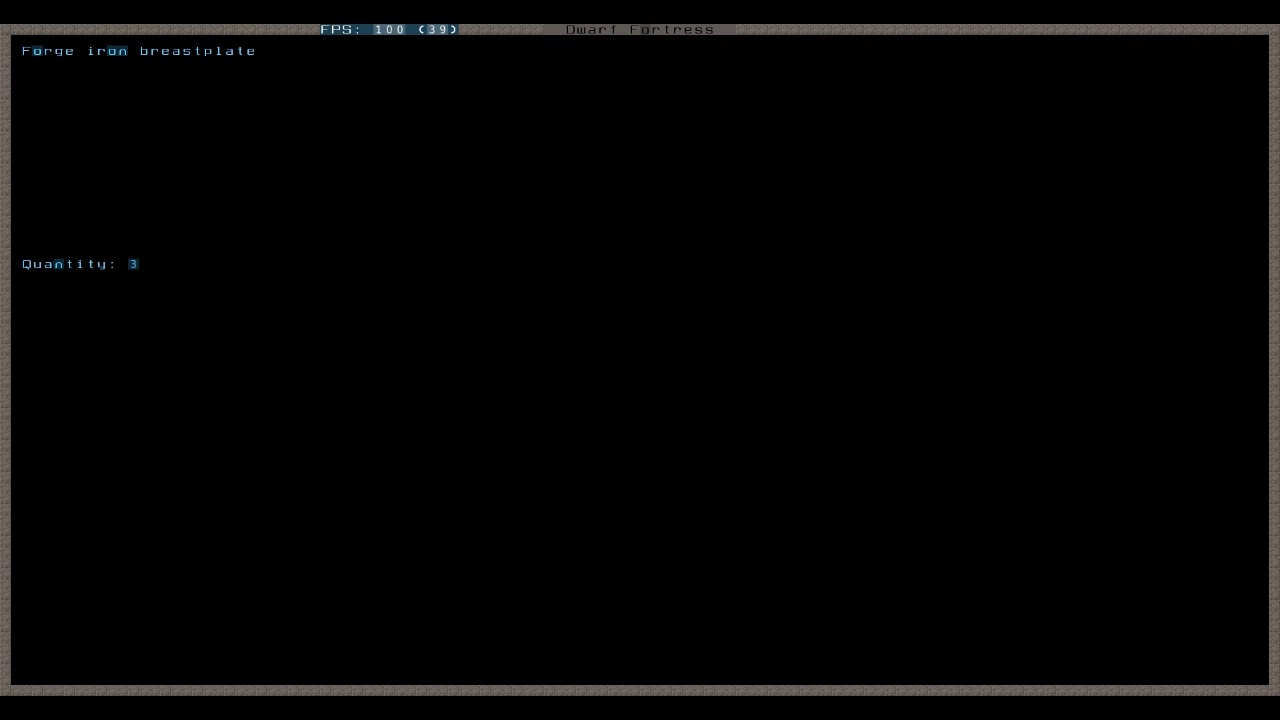 FPS: 100 (39) Dwarf Fortress
Forge iron breastplate
Quantity: 3